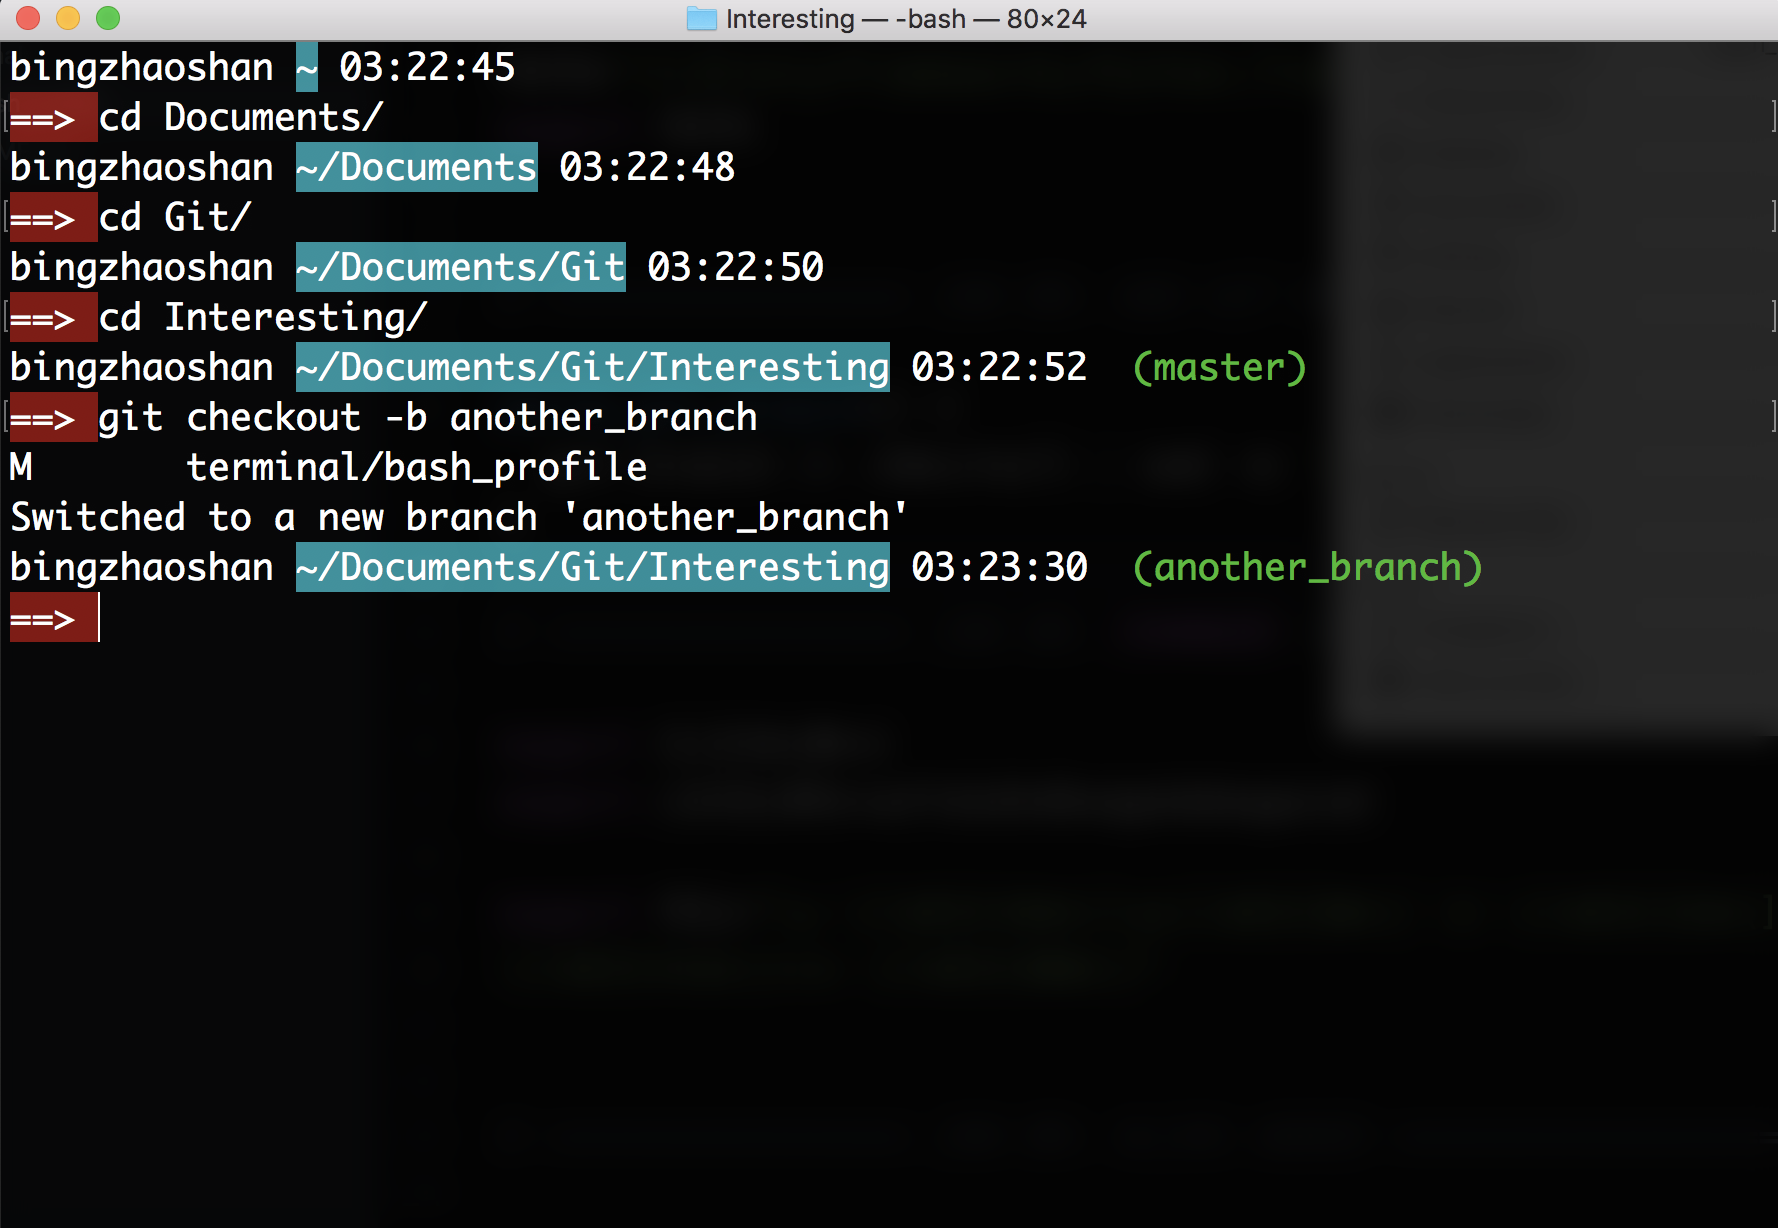 Interesting — -bash — 80×24
bingzhaoshan ~ 03:22:45
==> cd Documents/
bingzhaoshan ~/Documents 03:22:48
==> cd Git/
bingzhaoshan ~/Documents/Git 03:22:50
==> cd Interesting/
bingzhaoshan ~/Documents/Git/Interesting 03:22:52  (master)
==> git checkout -b another_branch
M       terminal/bash_profile
Switched to a new branch 'another_branch'
bingzhaoshan ~/Documents/Git/Interesting 03:23:30  (another_branch)
==>